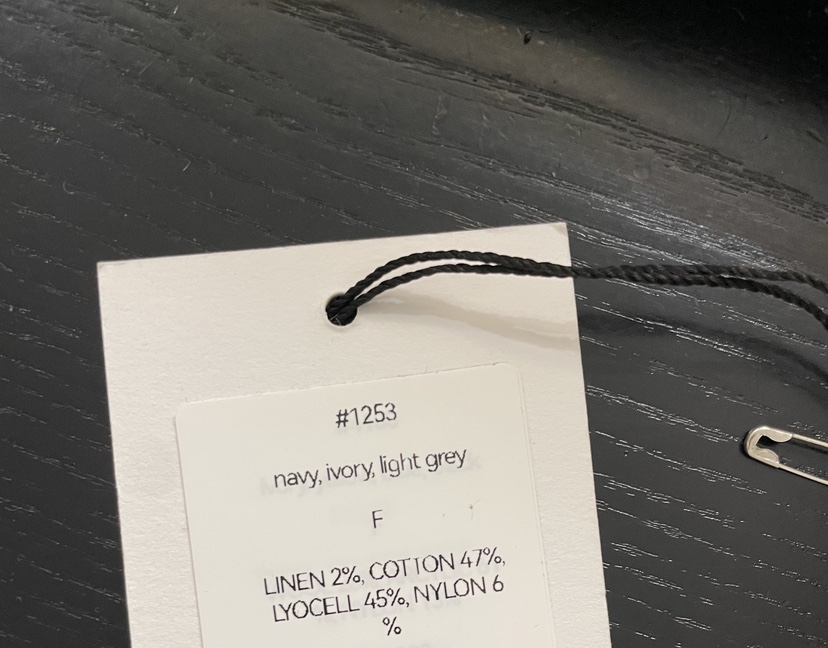 #1253
navy, ivory, light grey
F
LINEN 2%, COTTON 47%,
LYOCELL 45%, NYLON 6
%